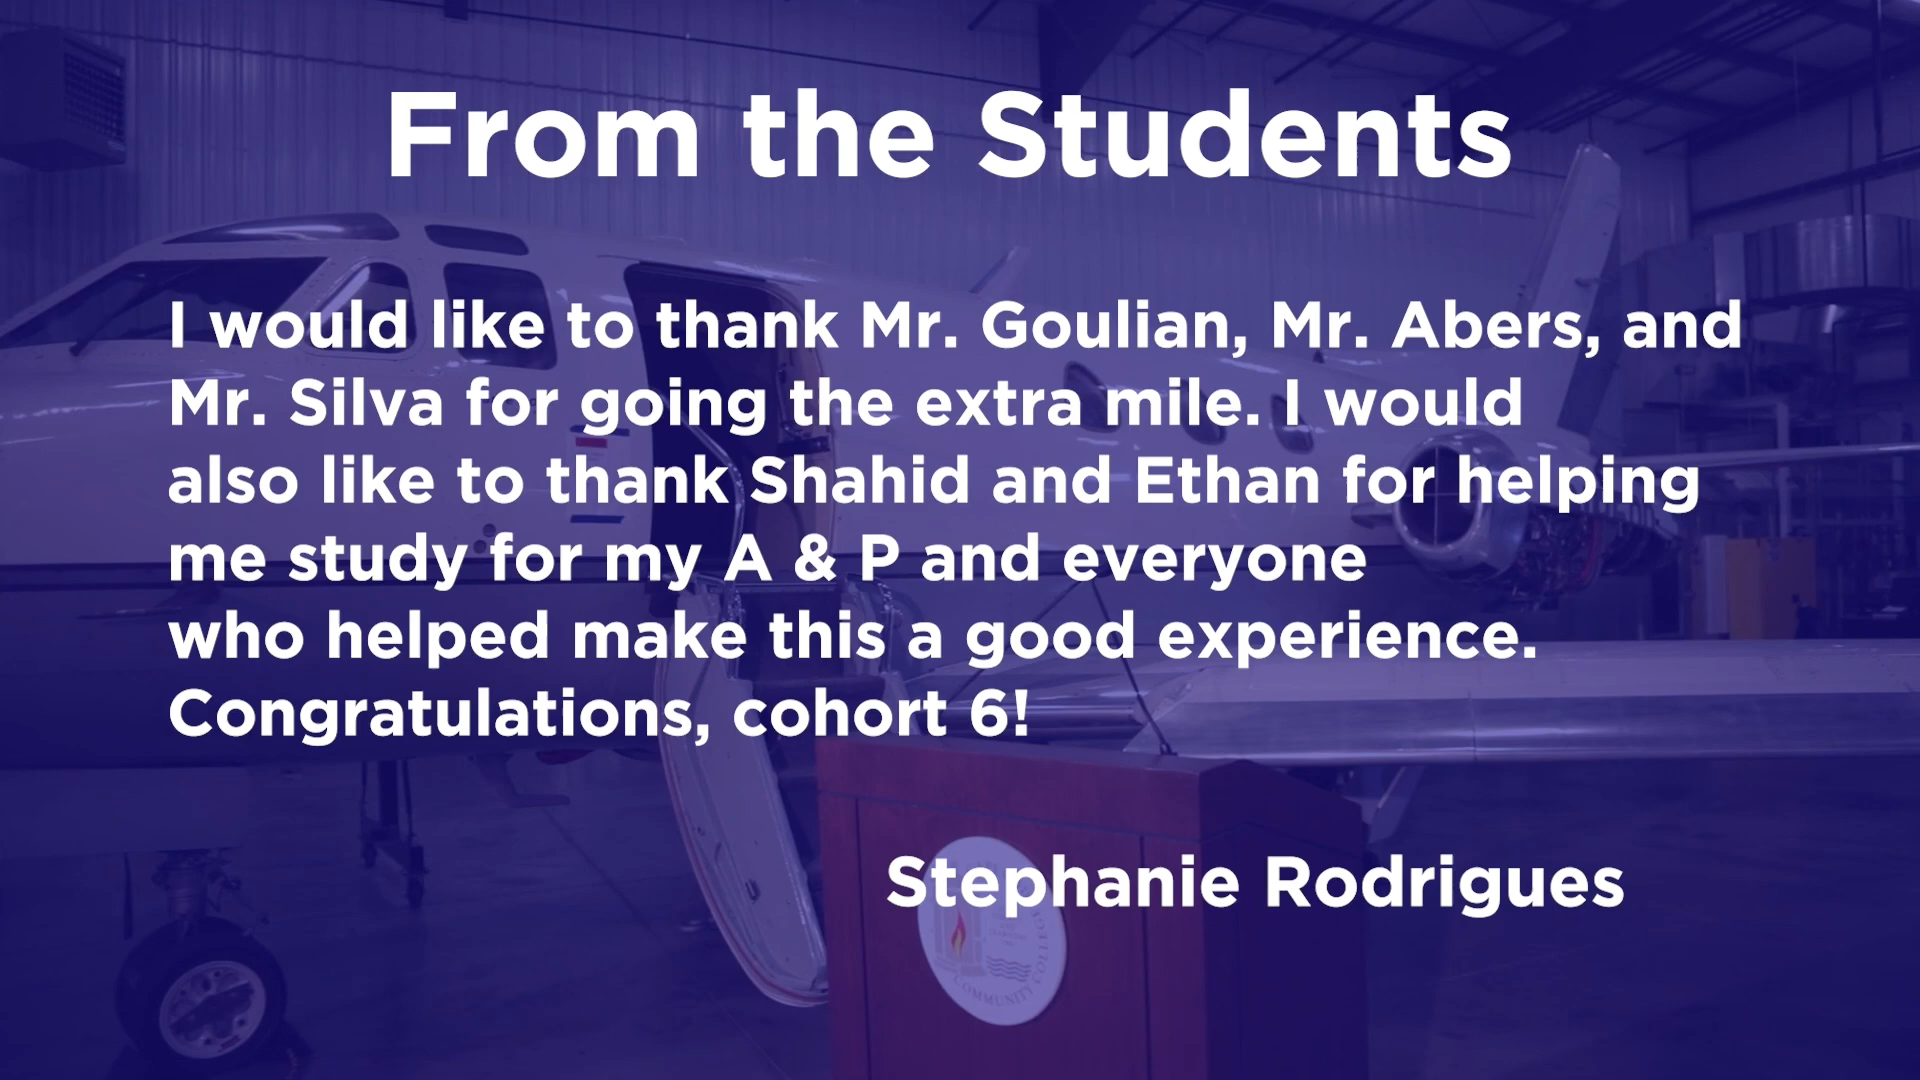 From the Students
I would like to thank Mr. Goulian, Mr. Abers, and
Mr. Silva for going the extra mile. I would
also like to thank Shahid and Ethan for helping
me study for my A & P and everyone
who helped make this a good experience.
Congratulations, cohort 6!
Stephanie Rodrigues
COMMUNITY COLLEGE